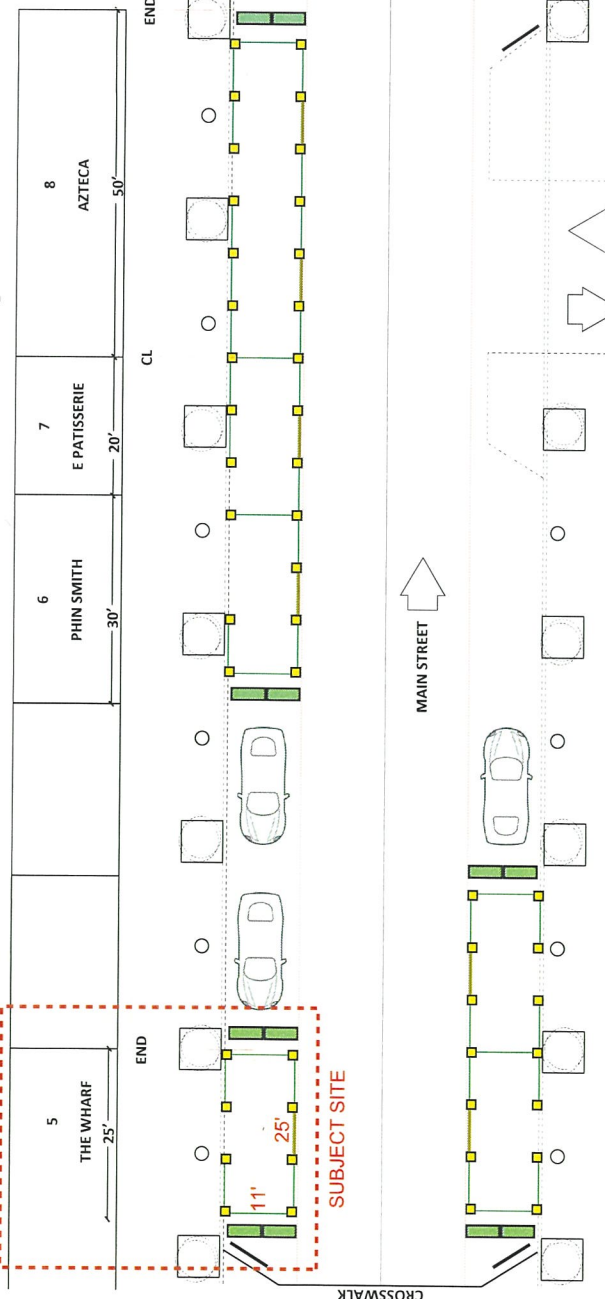 END
8
AZTECA
50'
CL
7
E PATISSERIE
20'
6
PHIN SMITH
30'
MAIN STREET
END
5
THE WHARF
25'
11'
25'
SUBJECT SITE
CROSSWALK